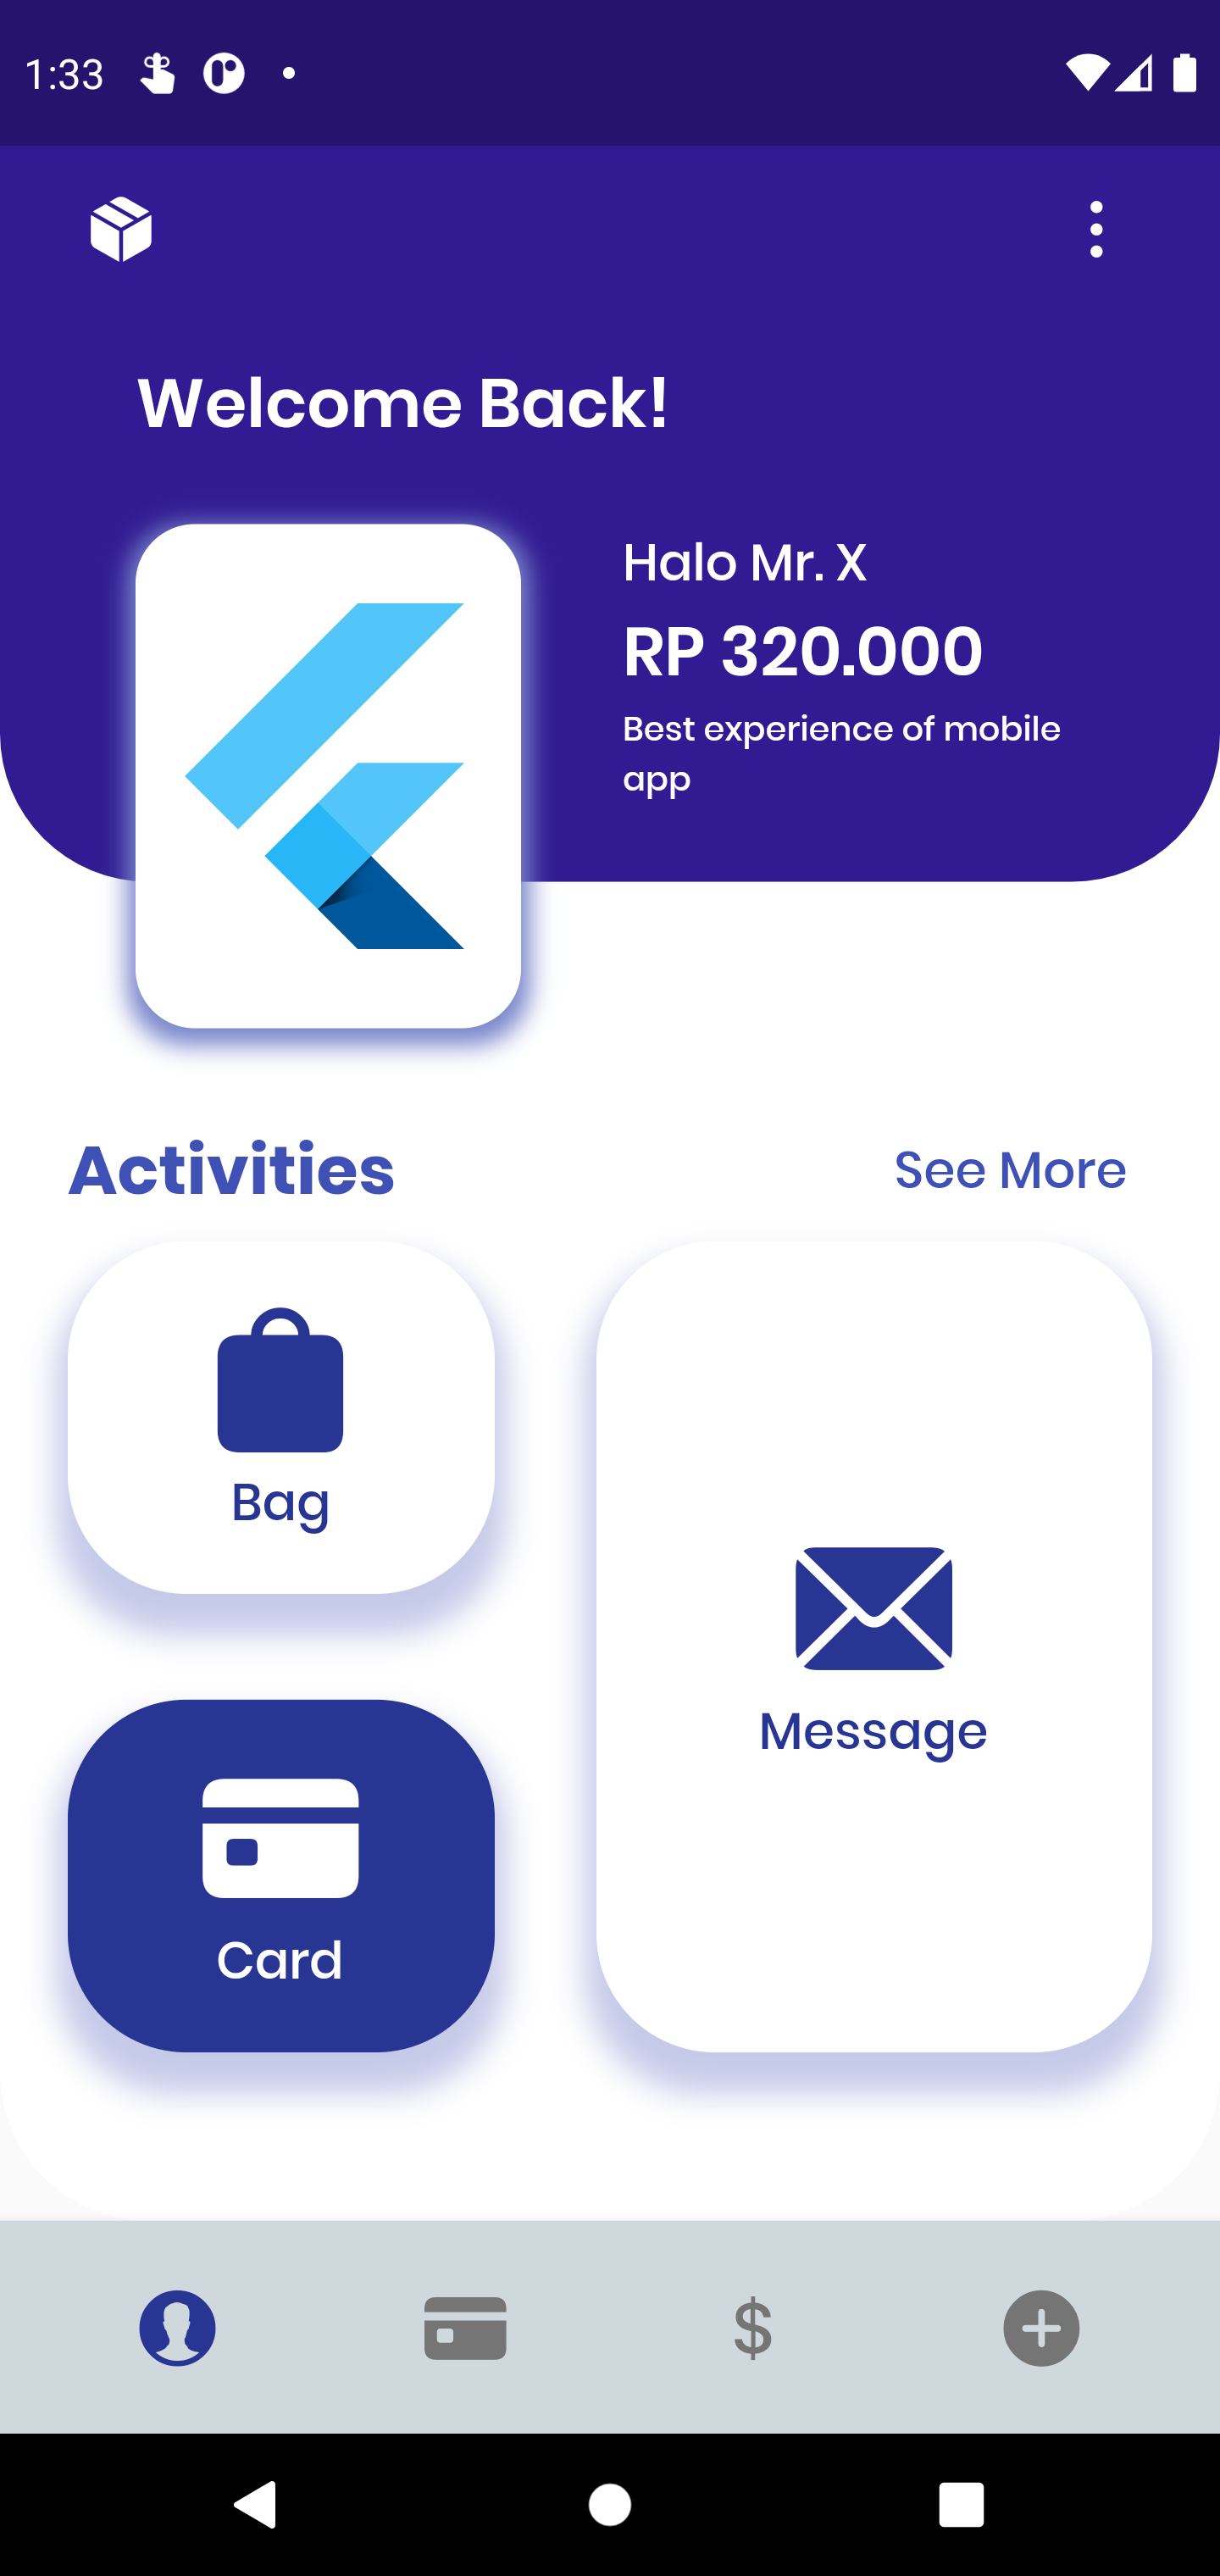 1:33
Welcome Back!
Halo Mr. X
RP 320.000
Best experience of mobile
app
Activities
See More
Bag
Message
Card
$